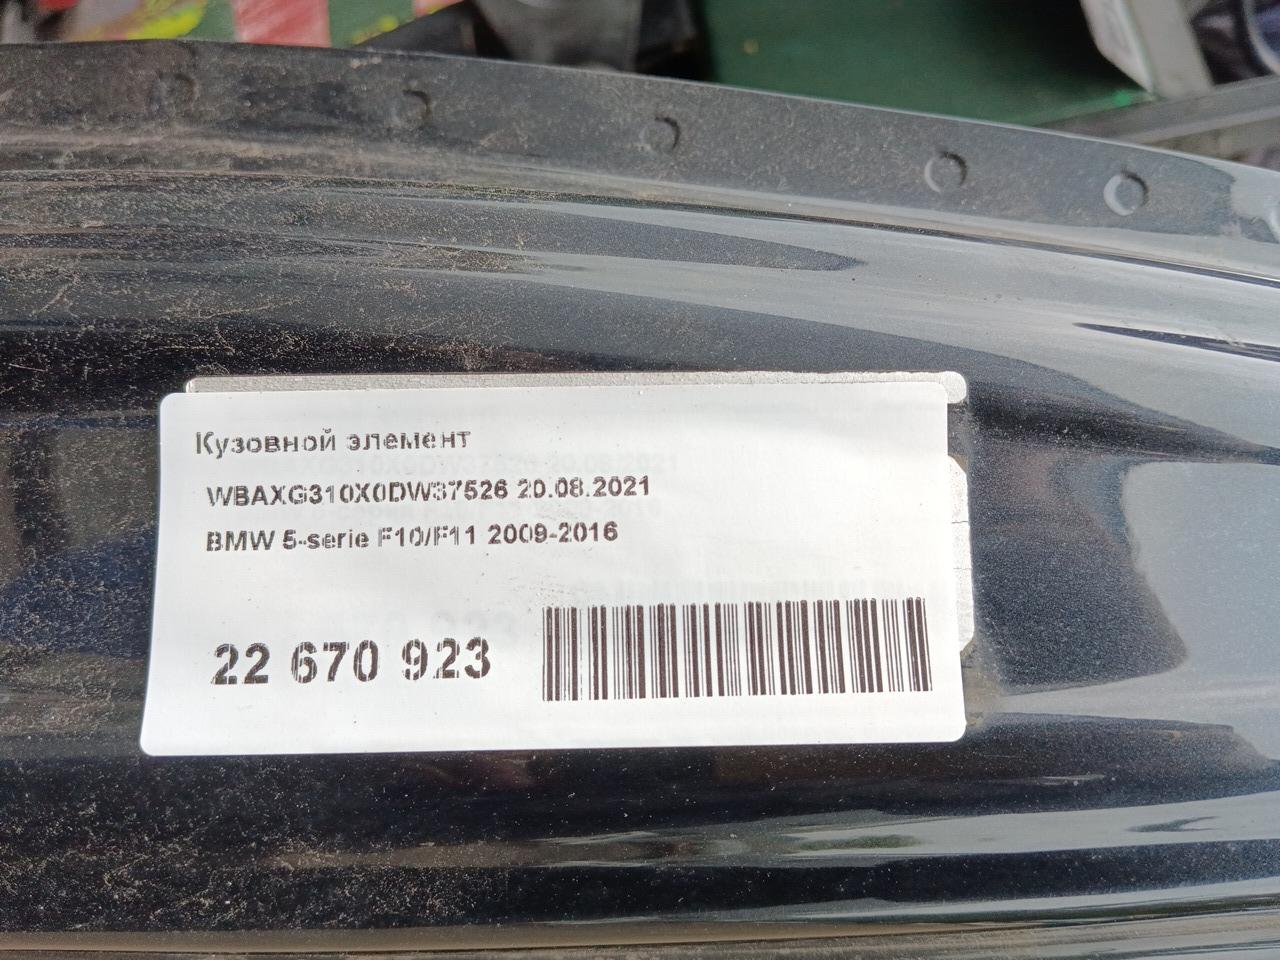 Кузовной элемент
WBAXG310X0DW37526 20.08.2021
BMW 5-serie F10/F11 2009-2016
22 670 923